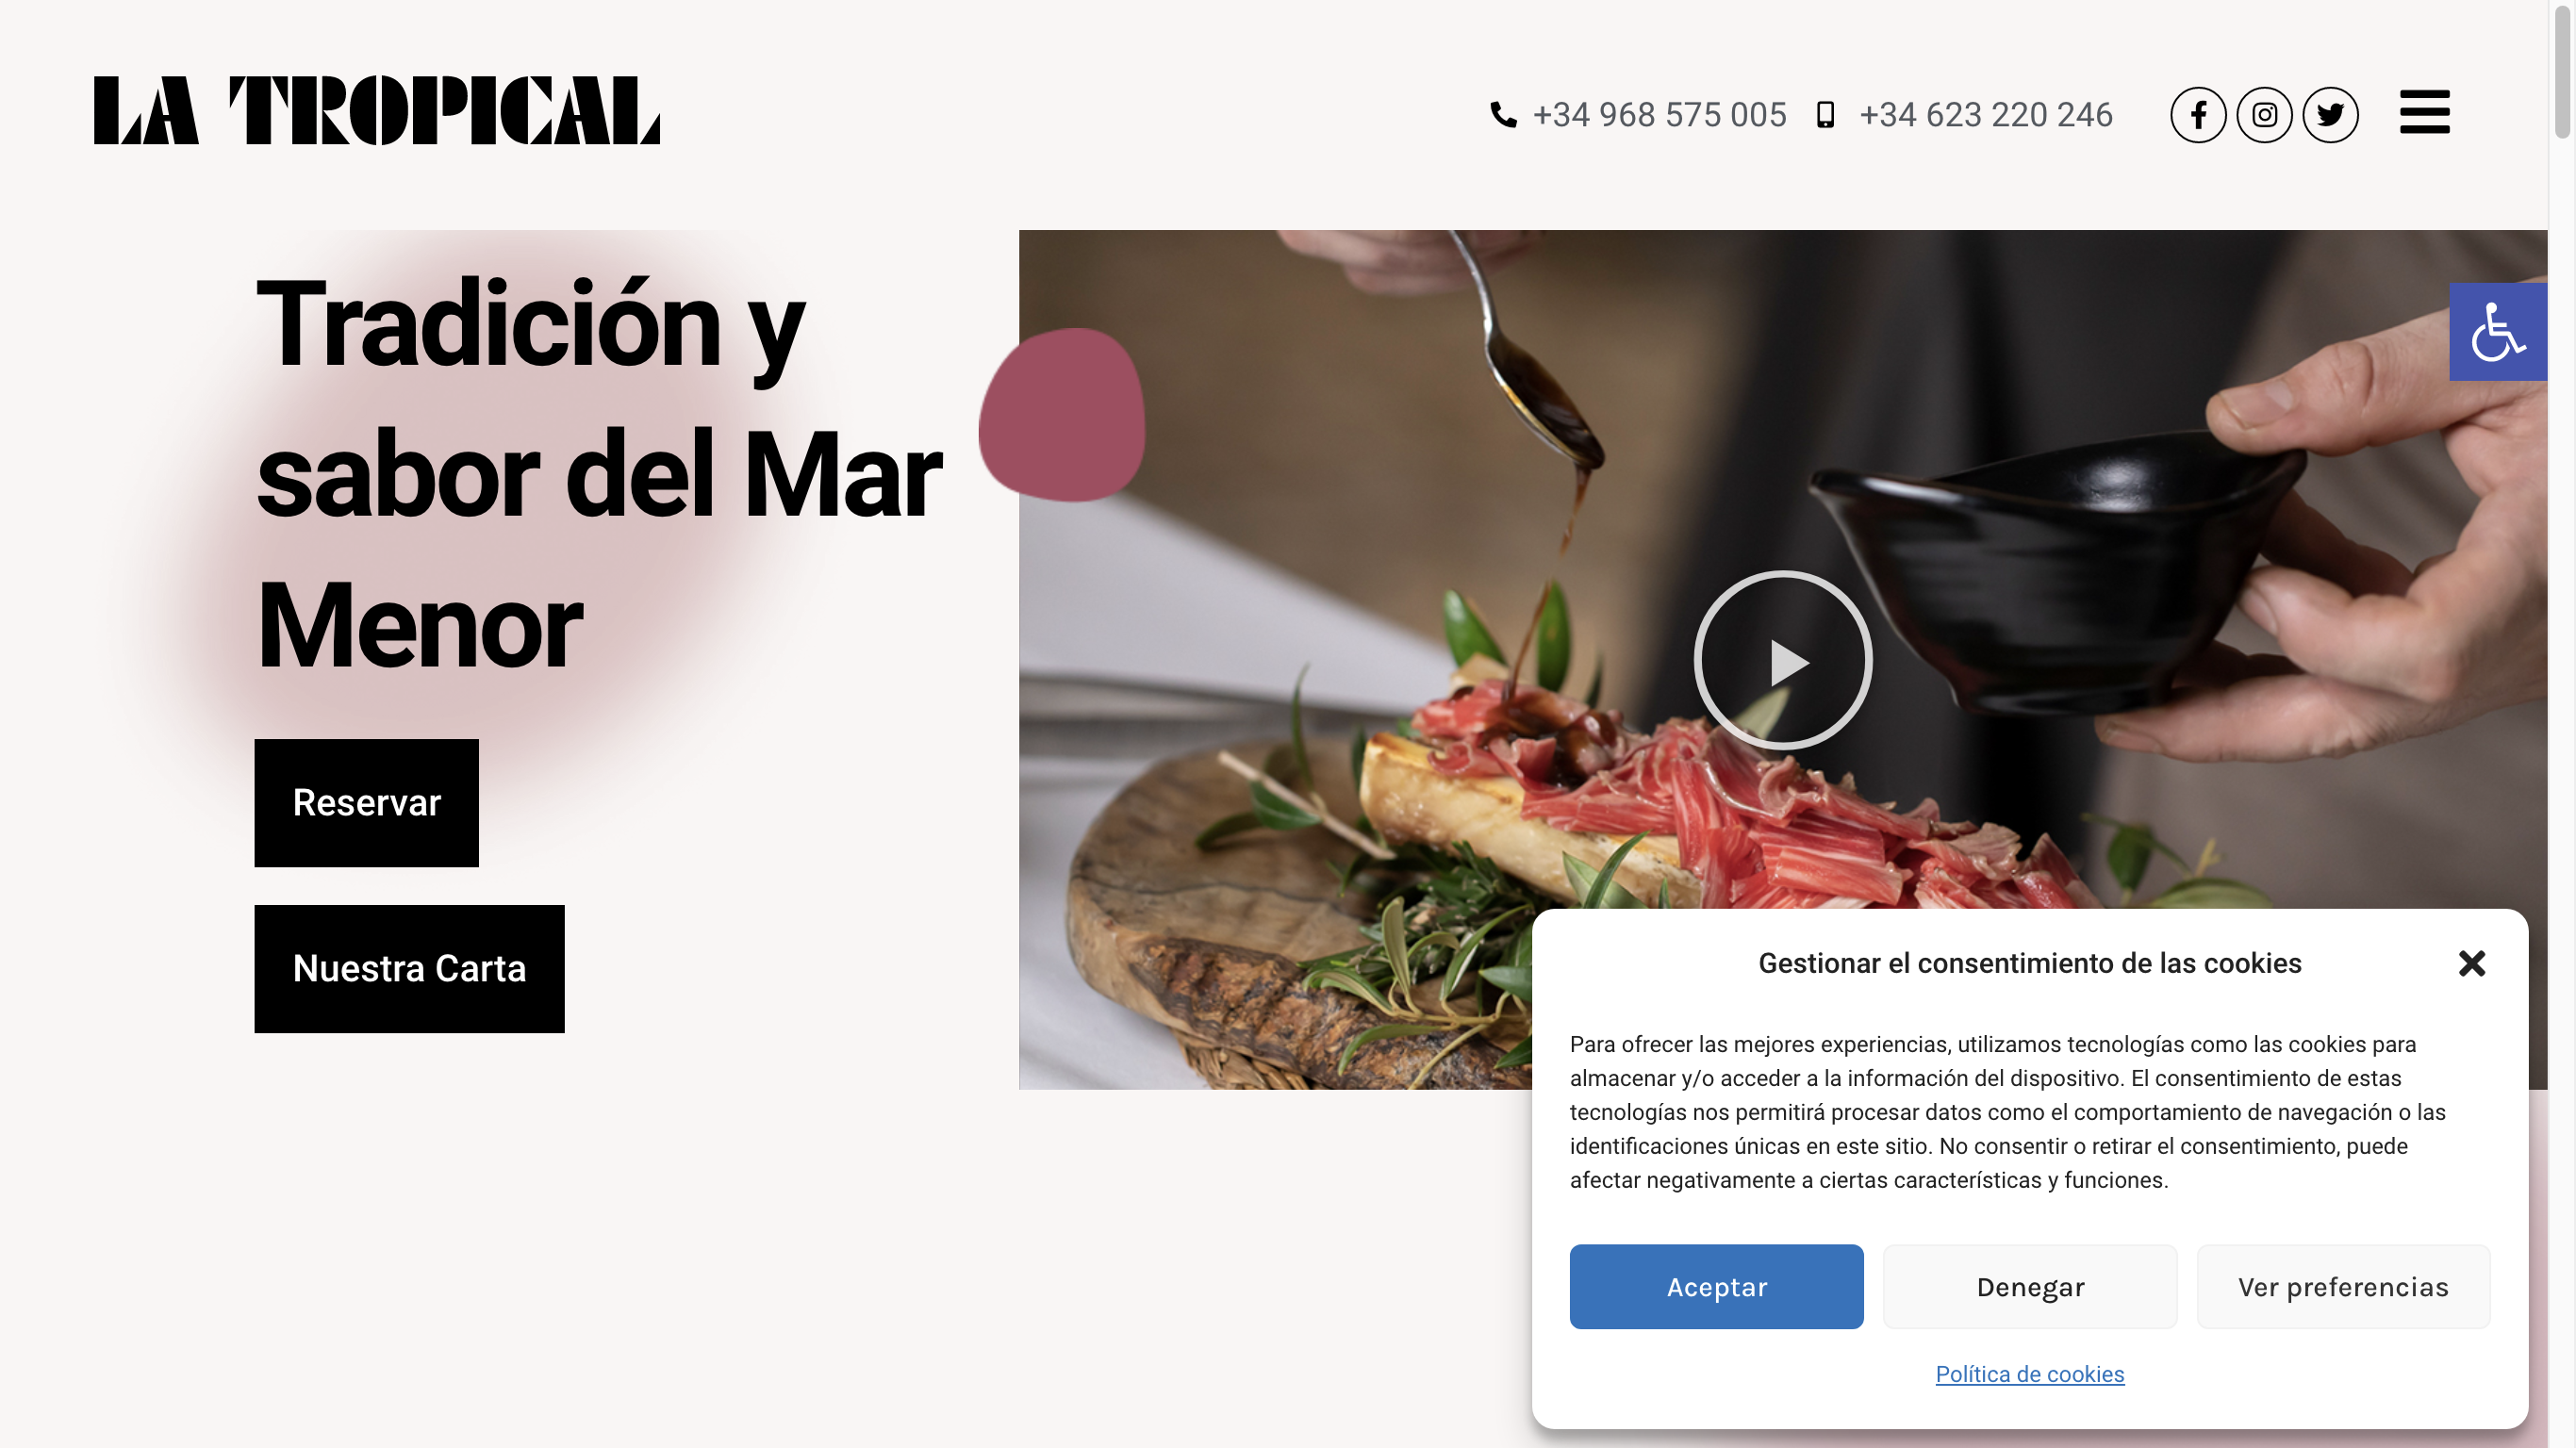 LA TROPICAL
+34 968 575 005 +34 623 220 246
Tradición y
sabor del Mar
Menor
Reservar
Nuestra Carta
Gestionar el consentimiento de las cookies
Para ofrecer las mejores experiencias, utilizamos tecnologías como las cookies para
almacenar y/o acceder a la información del dispositivo. El consentimiento de estas
tecnologías nos permitirá procesar datos como el comportamiento de navegación o las
identificaciones únicas en este sitio. No consentir o retirar el consentimiento, puede
afectar negativamente a ciertas características y funciones.
Aceptar Denegar Ver preferencias
Política de cookies